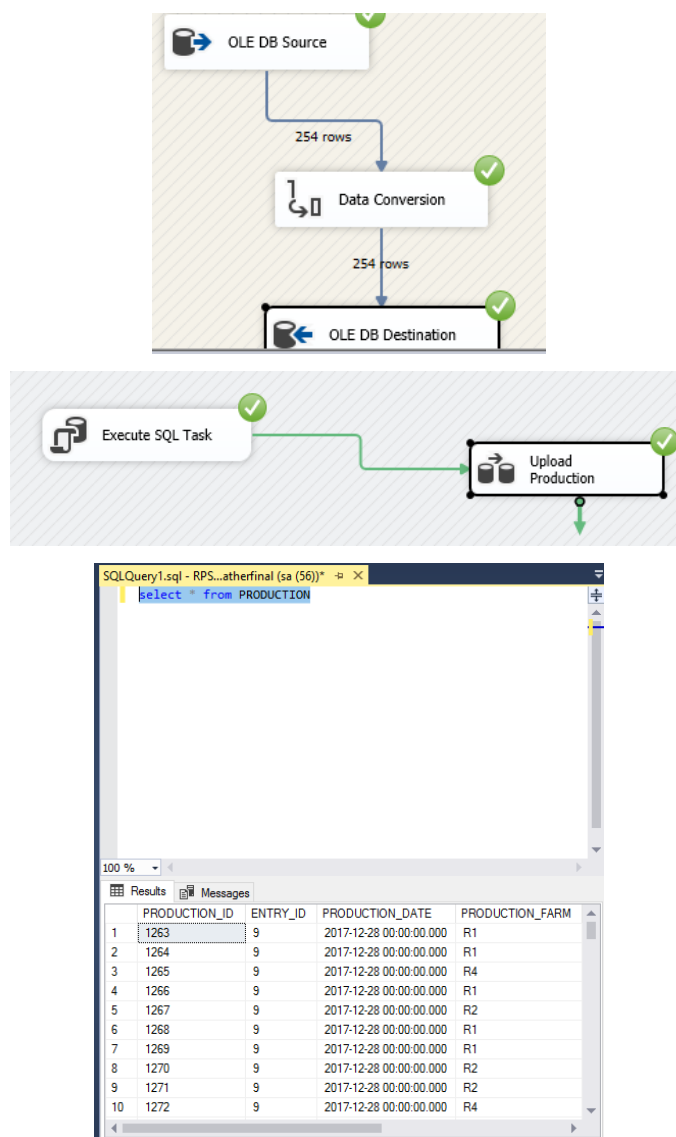 OLE DB Source
254 rows
Data Conversion
254 rows
OLE DB Destination
Execute SQL Task
Upload
Production
SQLQuery1.sql - RPS...atherfinal (sa (56))*
select * from PRODUCTION
100 %
Results Messages
PRODUCTION_ID ENTRY_ID PRODUCTION_DATE PRODUCTION_FARM
1 1263 9 2017-12-28 00:00:00.000 R1
2 1264 9 2017-12-28 00:00:00.000 R1
3 1265 9 2017-12-28 00:00:00.000 R4
4 1266 9 2017-12-28 00:00:00.000 R1
5 1267 9 2017-12-28 00:00:00.000 R2
6 1268 9 2017-12-28 00:00:00.000 R1
7 1269 9 2017-12-28 00:00:00.000 R1
8 1270 9 2017-12-28 00:00:00.000 R2
9 1271 9 2017-12-28 00:00:00.000 R2
10 1272 9 2017-12-28 00:00:00.000 R4